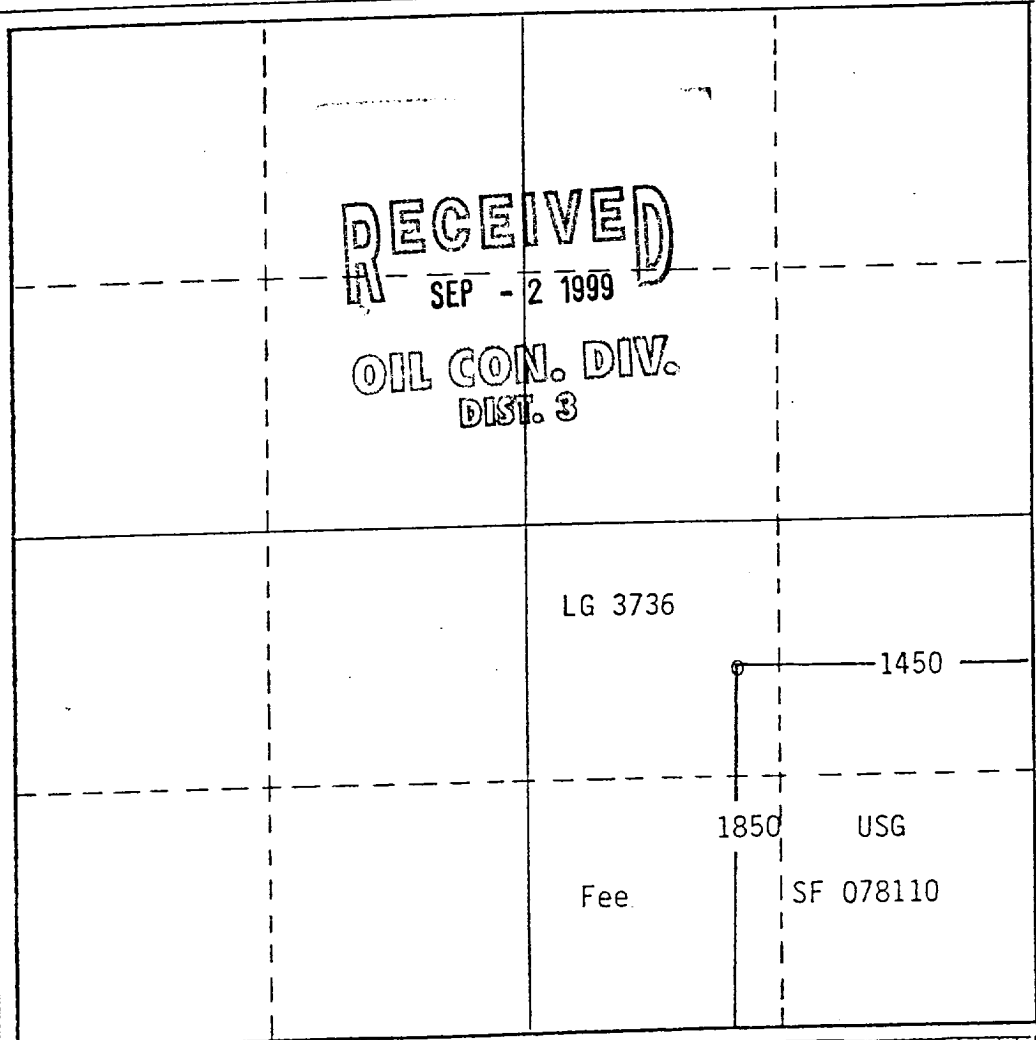 RECEIVED
SEP - 2 1999
OIL CON. DIV.
DIST. 3
LG 3736
1450
1850 USG
Fee SF 078110